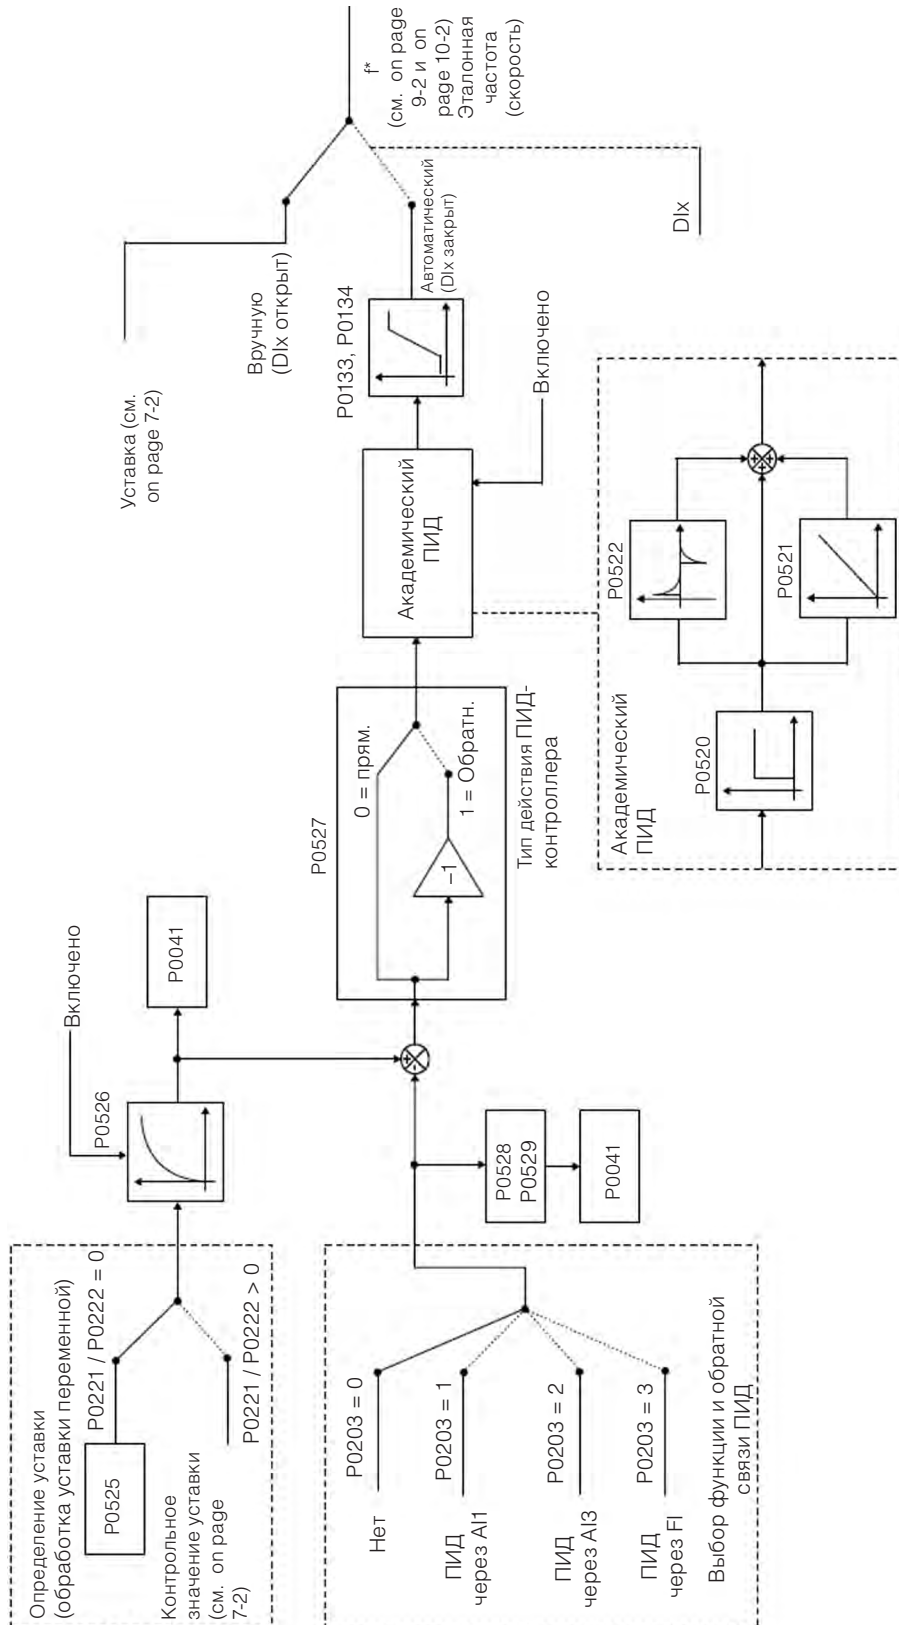 Определение уставки
(обработка уставки переменной)
P0525
P0221 / P0222 = 0
Контрольное
значение уставки
(см. on page
7-2)
P0221 / P0222 > 0
P0526
Включено
P0041
Нет
P0203 = 0
ПИД
через AI1
P0203 = 1
ПИД
через AI3
P0203 = 2
ПИД
через FI
P0203 = 3
Выбор функции и обратной
связи ПИД
P0528
P0529
P0041
+
-
P0527
0 = прям.
–1
1 = Обратн.
Тип действия ПИД-
контроллера
Академический
ПИД
Включено
P0133, P0134
Уставка (см.
on page 7-2)
Вручную
(DIx открыт)
Автоматический
(DIx закрыт)
DIx
f*
(см. on page
9-2 и on
page 10-2)
Эталонная
частота
(скорость)
Академический
ПИД
P0520
P0522
P0521
+
+
+